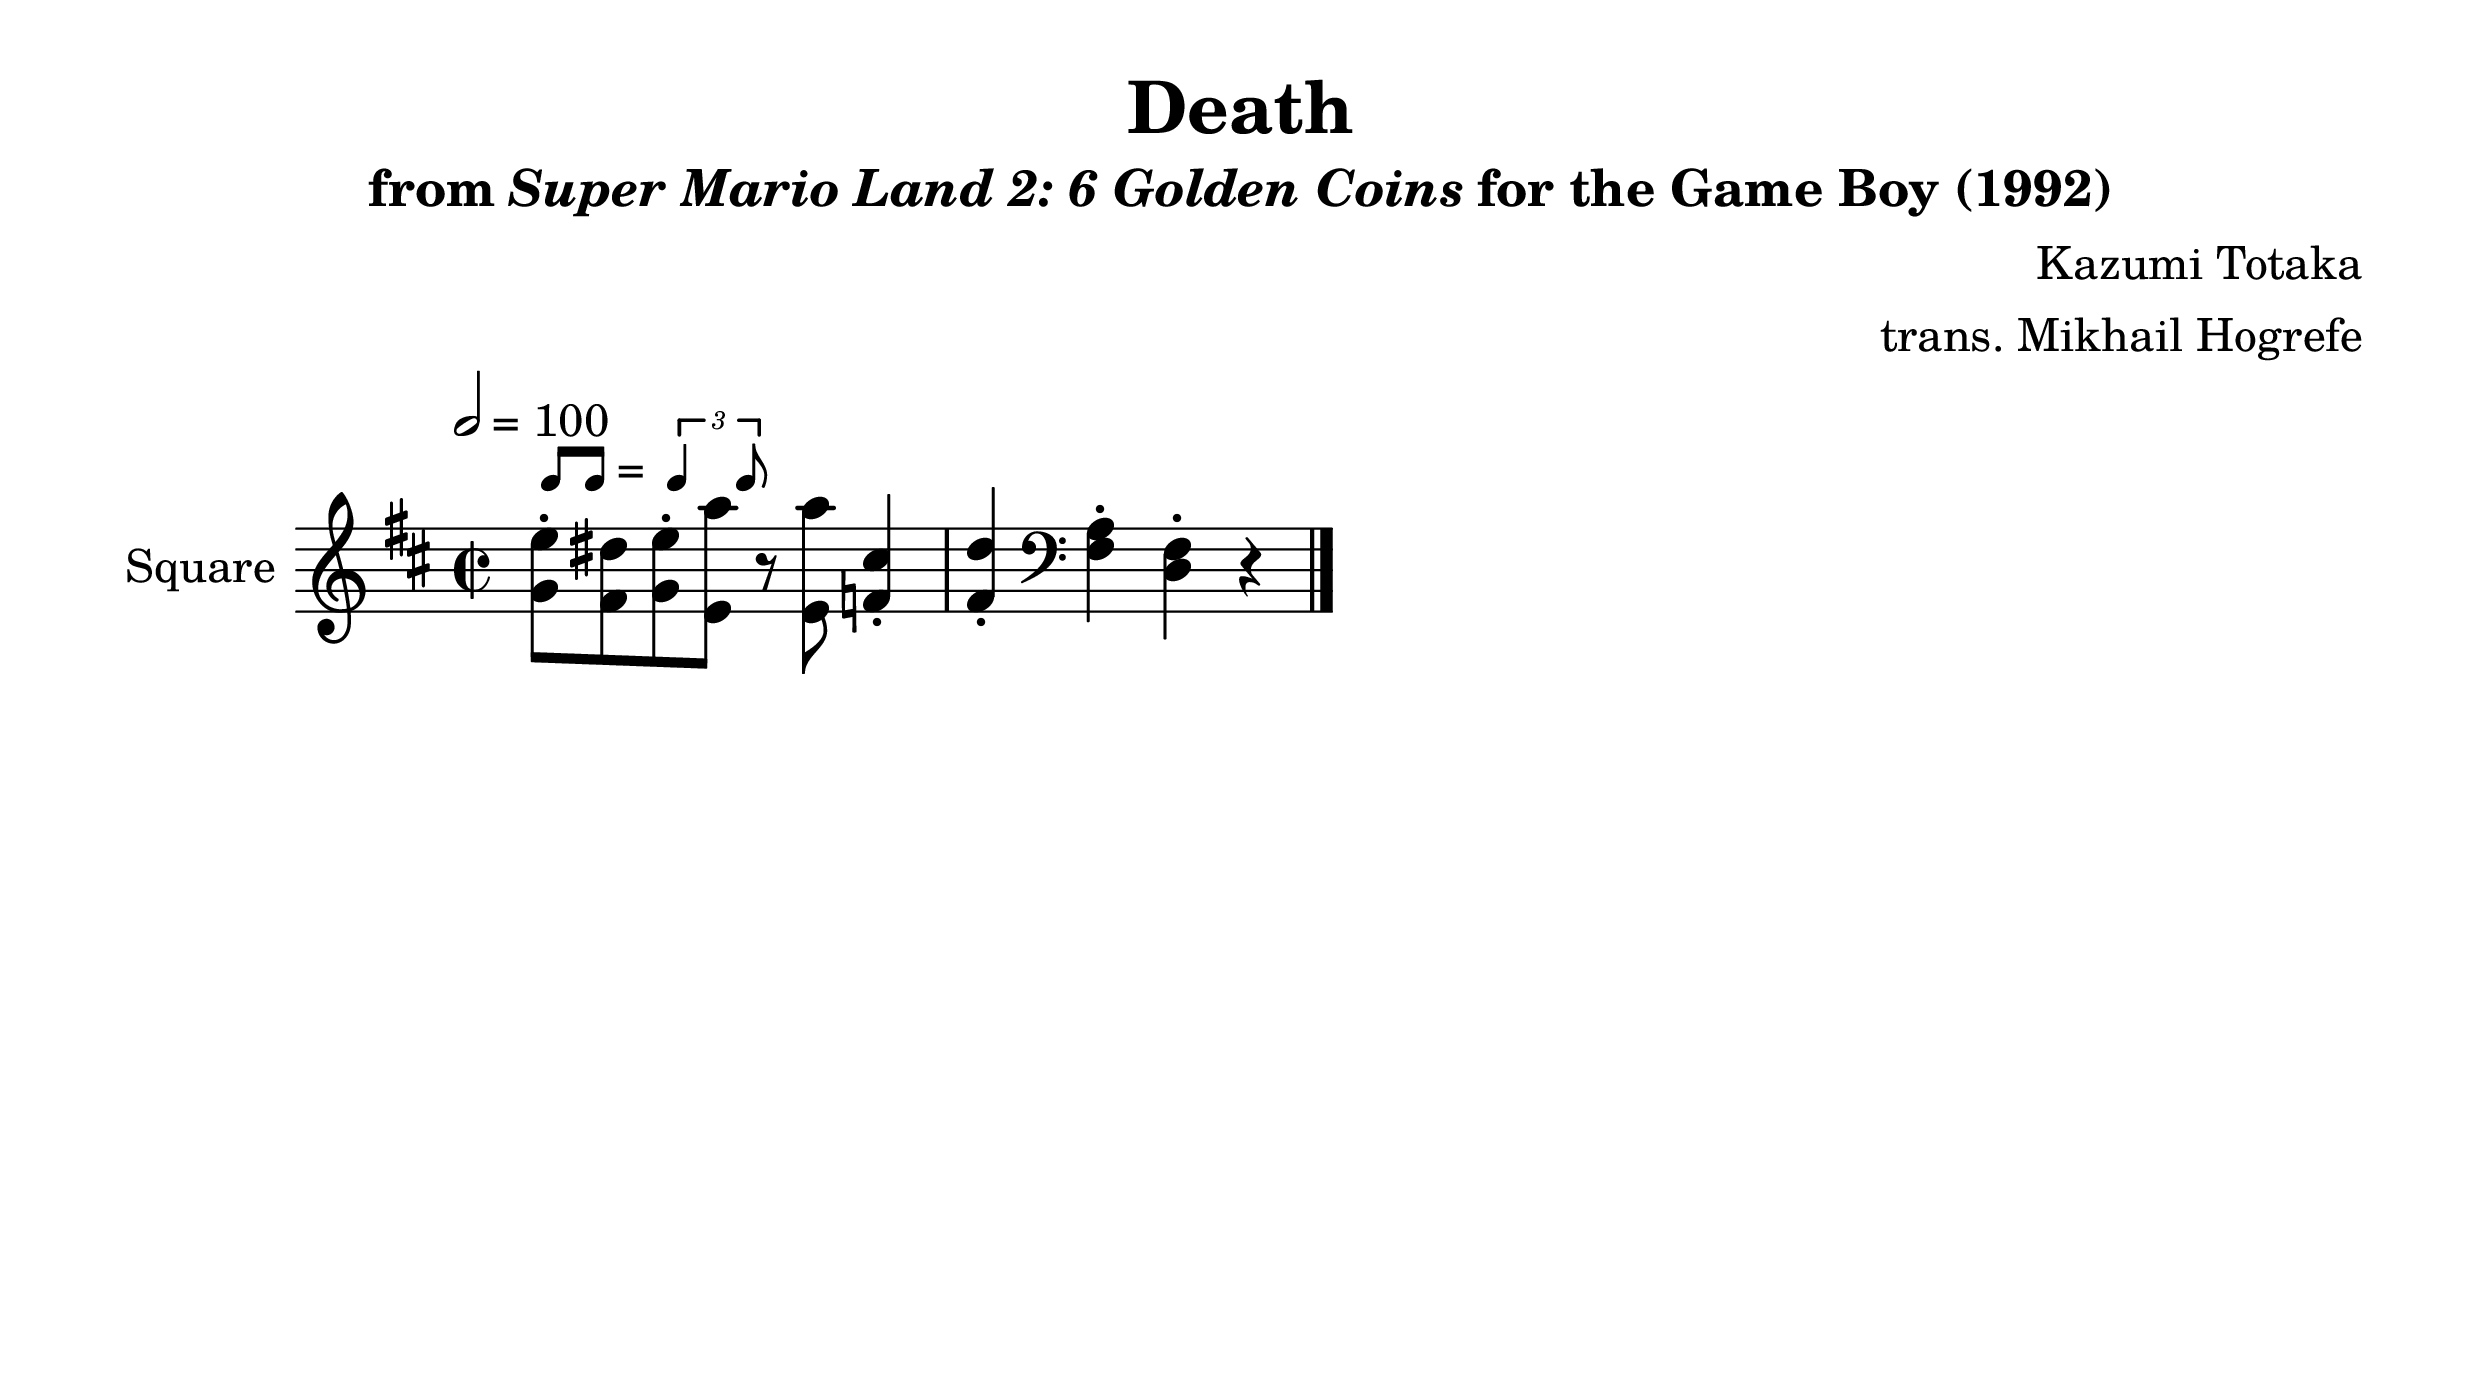 Death
from Super Mario Land 2: 6 Golden Coins for the Game Boy (1992)
Kazumi Totaka
trans. Mikhail Hogrefe
= 100
3
=
Square